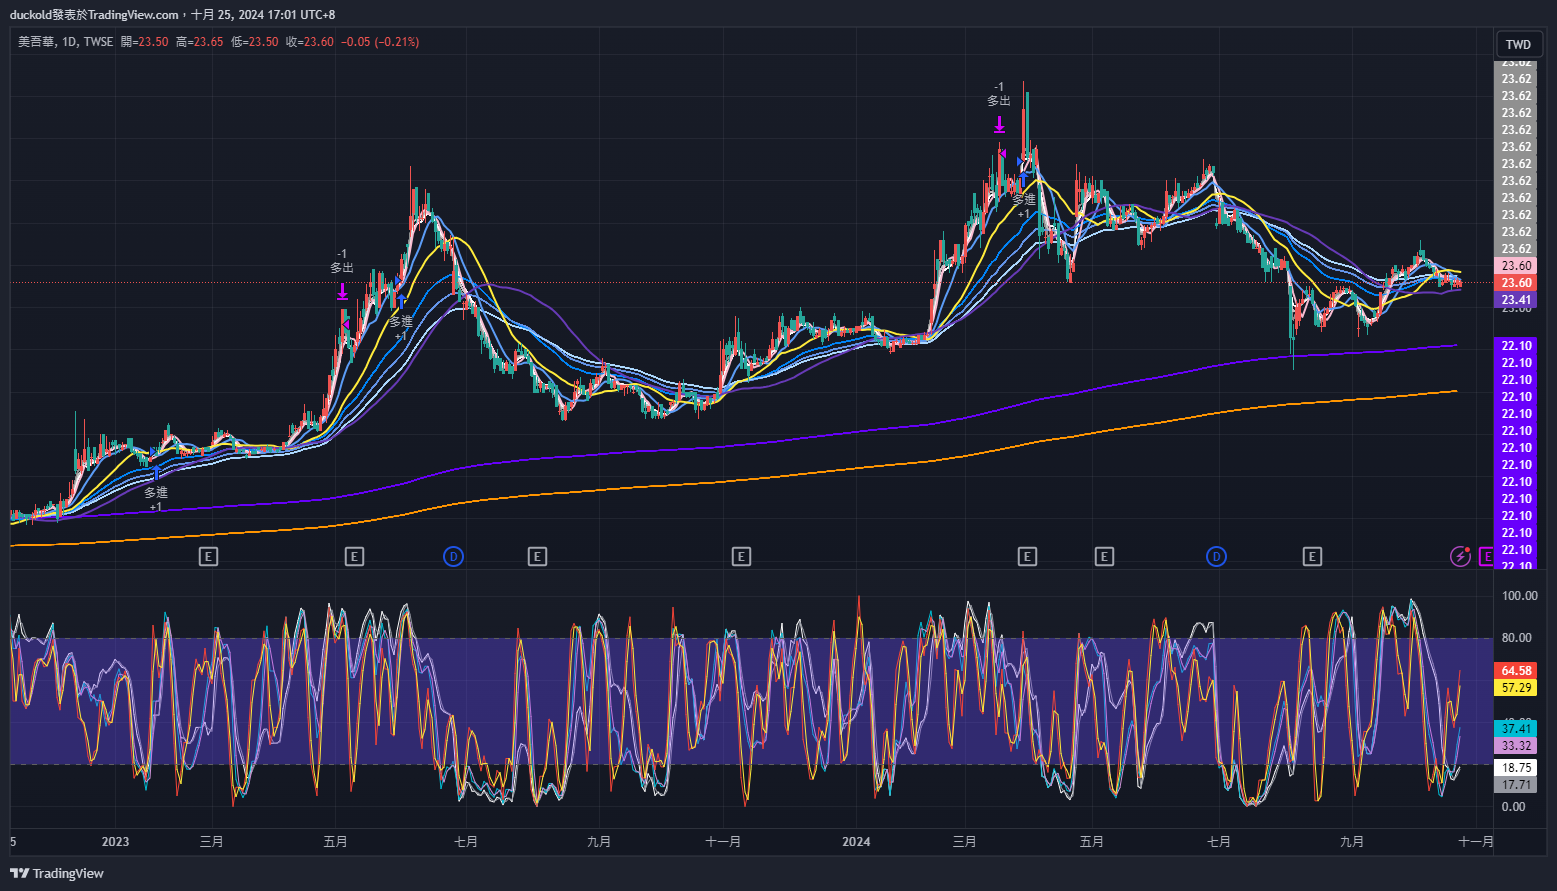 duckold發表於TradingView.com，十月 25, 2024 17:01 UTC+8
美吾華, 1D, TWSE 開=23.50 高=23.65 低=23.50 收=23.60 −0.05 (−0.21%)
TWD
23.62
23.62
23.62
23.62
23.62
23.62
23.62
23.62
23.62
23.62
23.62
23.62
23.60
23.60
23.41
23.00
22.10
22.10
22.10
22.10
22.10
22.10
22.10
22.10
22.10
22.10
22.10
22.10
22.10
22.10
-1
多出
-1
多出
多進
+1
多進
+1
多進
+1
E
E
D
E
E
E
E
D
E
E
100.00
80.00
64.58
57.29
40.00
37.41
33.32
18.75
17.71
0.00
5
2023
三月
五月
七月
九月
十一月
2024
三月
五月
七月
九月
十一月
TradingView